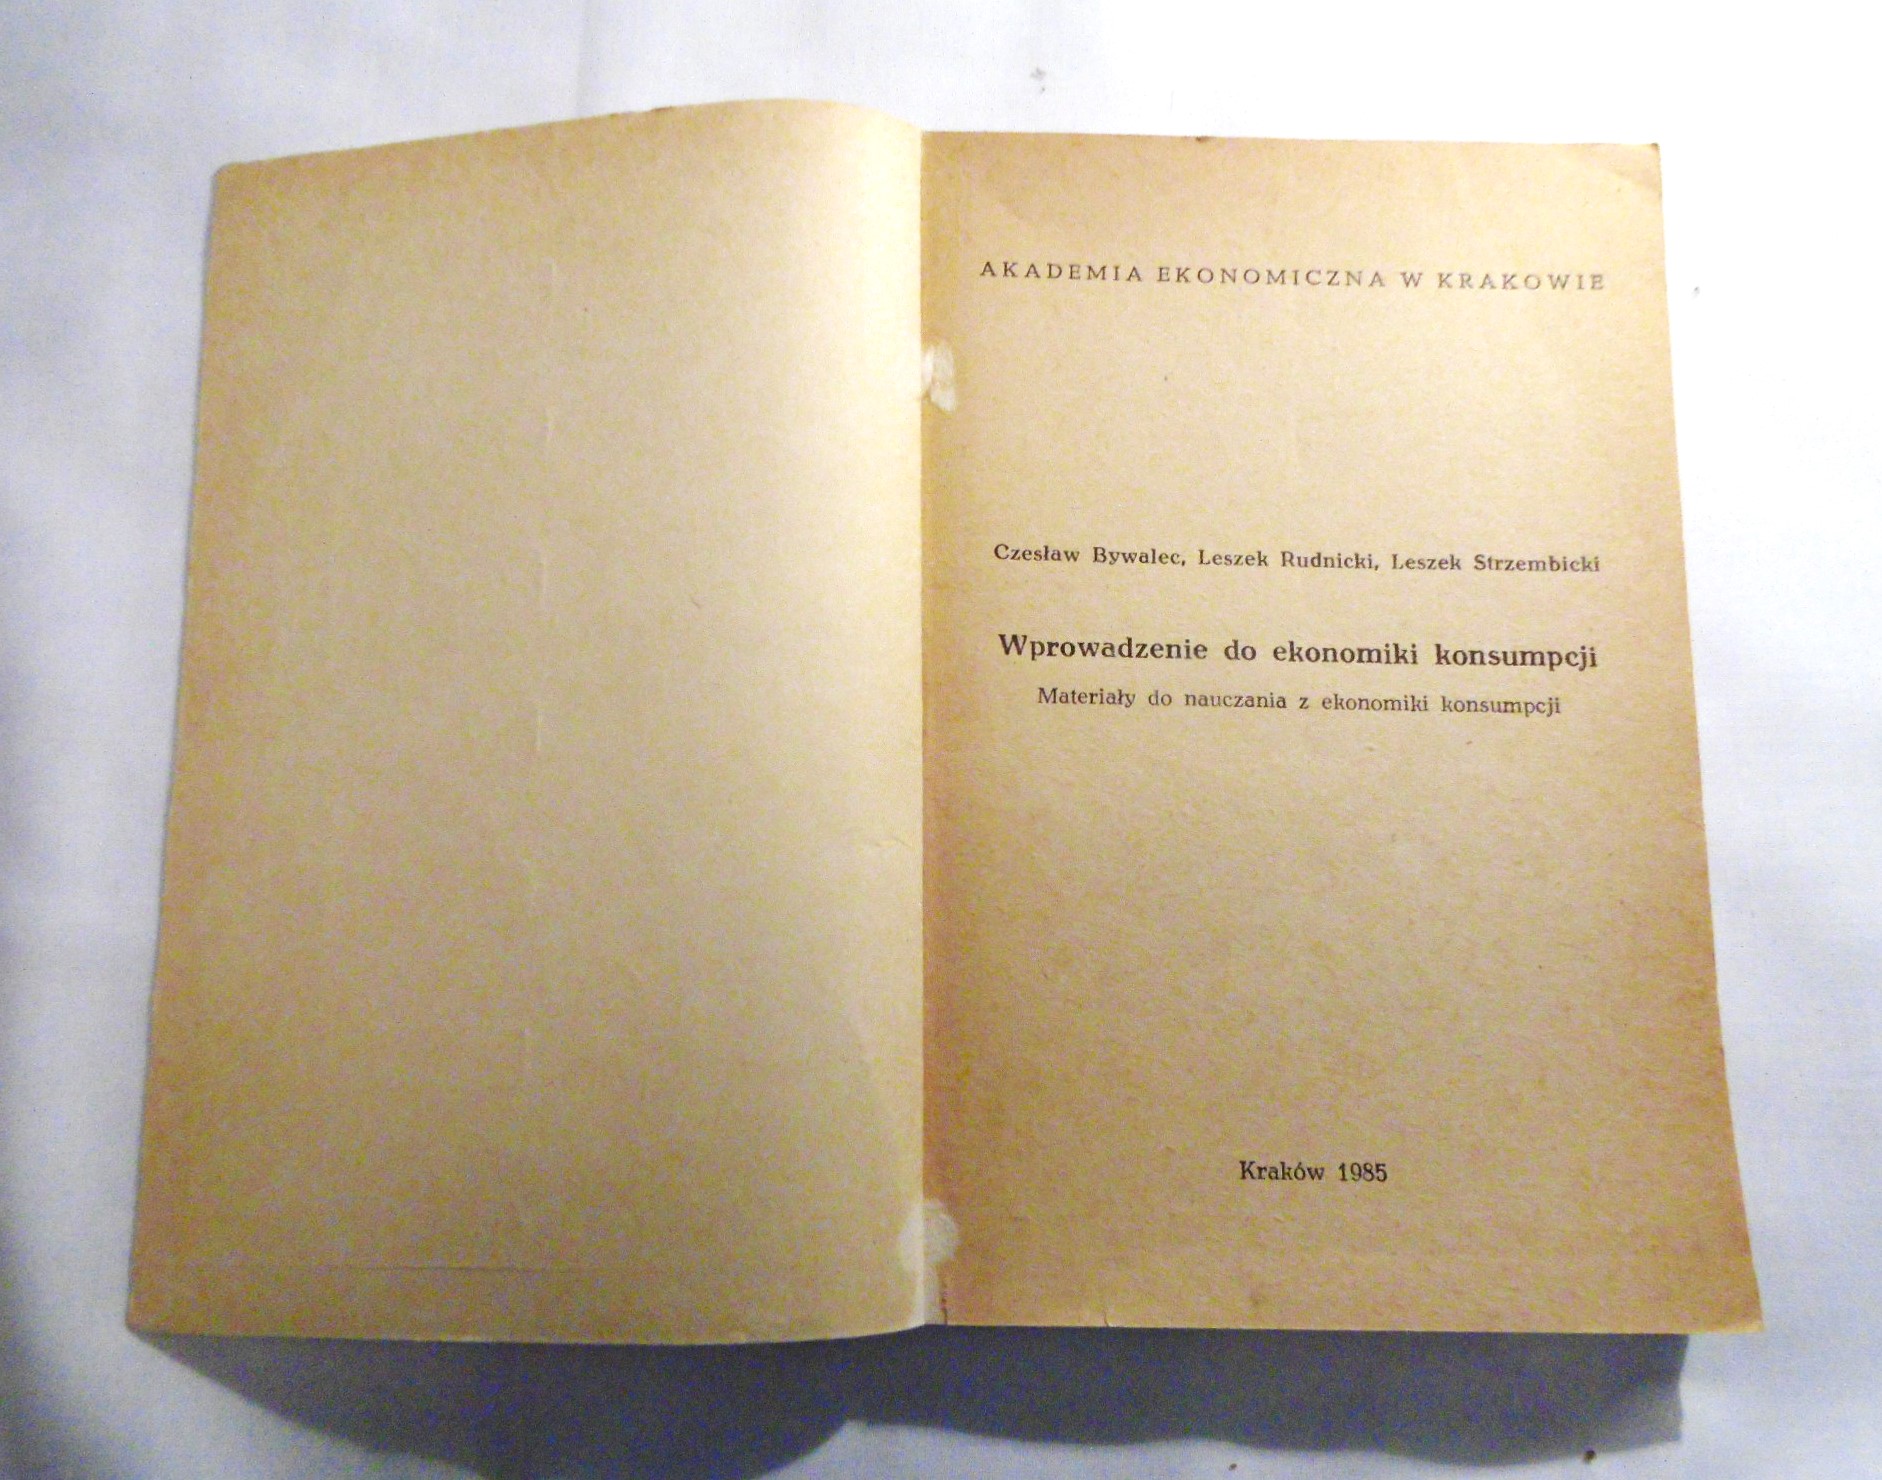 AKADEMIA EKONOMICZNA W KRAKOWIE
Czesław Bywalec, Leszek Rudnicki, Leszek Strzembicki
Wprowadzenie do ekonomiki konsumpcji
Materiały do nauczania z ekonomiki konsumpcji
Kraków 1985